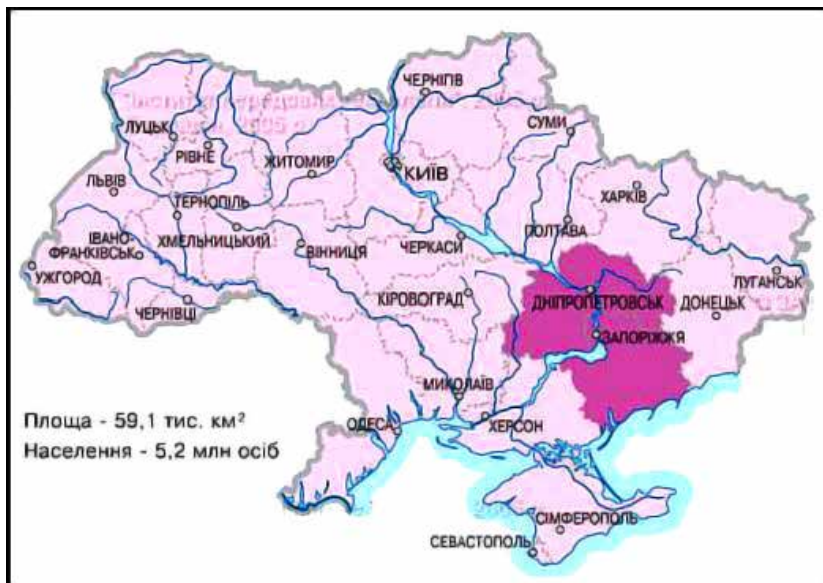 ЧЕРНІГІВ
СУМИ
ЛУЦЬК
РІВНЕ
ЖИТОМИР
КИЇВ
ЛЬВІВ
ХАРКІВ
ТЕРНОПІЛЬ
ХМЕЛЬНИЦЬКИЙ
ПОЛТАВА
ІВАНО-
ФРАНКІВСЬК
ВІННИЦЯ
ЧЕРКАСИ
УЖГОРОД
ЛУГАНСЬК
КІРОВОГРАД
ДНІПРОПЕТРОВСЬК
ДОНЕЦЬК
ЧЕРНІВЦІ
ЗАПОРІЖЖЯ
МИКОЛАЇВ
Площа - 59,1 тис. км²
ОДЕСА
ХЕРСОН
Населення - 5,2 млн осіб
СІМФЕРОПОЛЬ
СЕВАСТОПОЛЬ